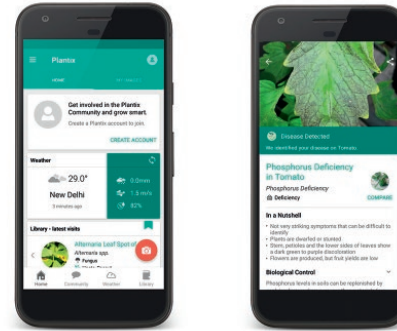 Plantix
HOME
Get involved in the Plantix
Community and grow smart.
Create a Plantix account to join.
CREATE ACCOUNT
Weather
29.0°
New Delhi
3 minutes ago
0.0mm
1.5 m/s
82%
Library - latest visits
Alternaria Leaf Spot of
Alternaria spp.
Fungus
Home
Community
Weather
Library
Disease Detected
We identified your disease on Tomato.
Phosphorus Deficiency
in Tomato
Phosphorus Deficiency
Deficiency
COMPARE
In a Nutshell
• Not very striking symptoms that can be difficult to
identify
• Plants are dwarfed or stunted
• Stem, petioles and the lower sides of leaves show
a dark green to purple discoloration
• Flowers are produced, but fruit yields are low
Biological Control
Phosphorus levels in soils can be replenished by